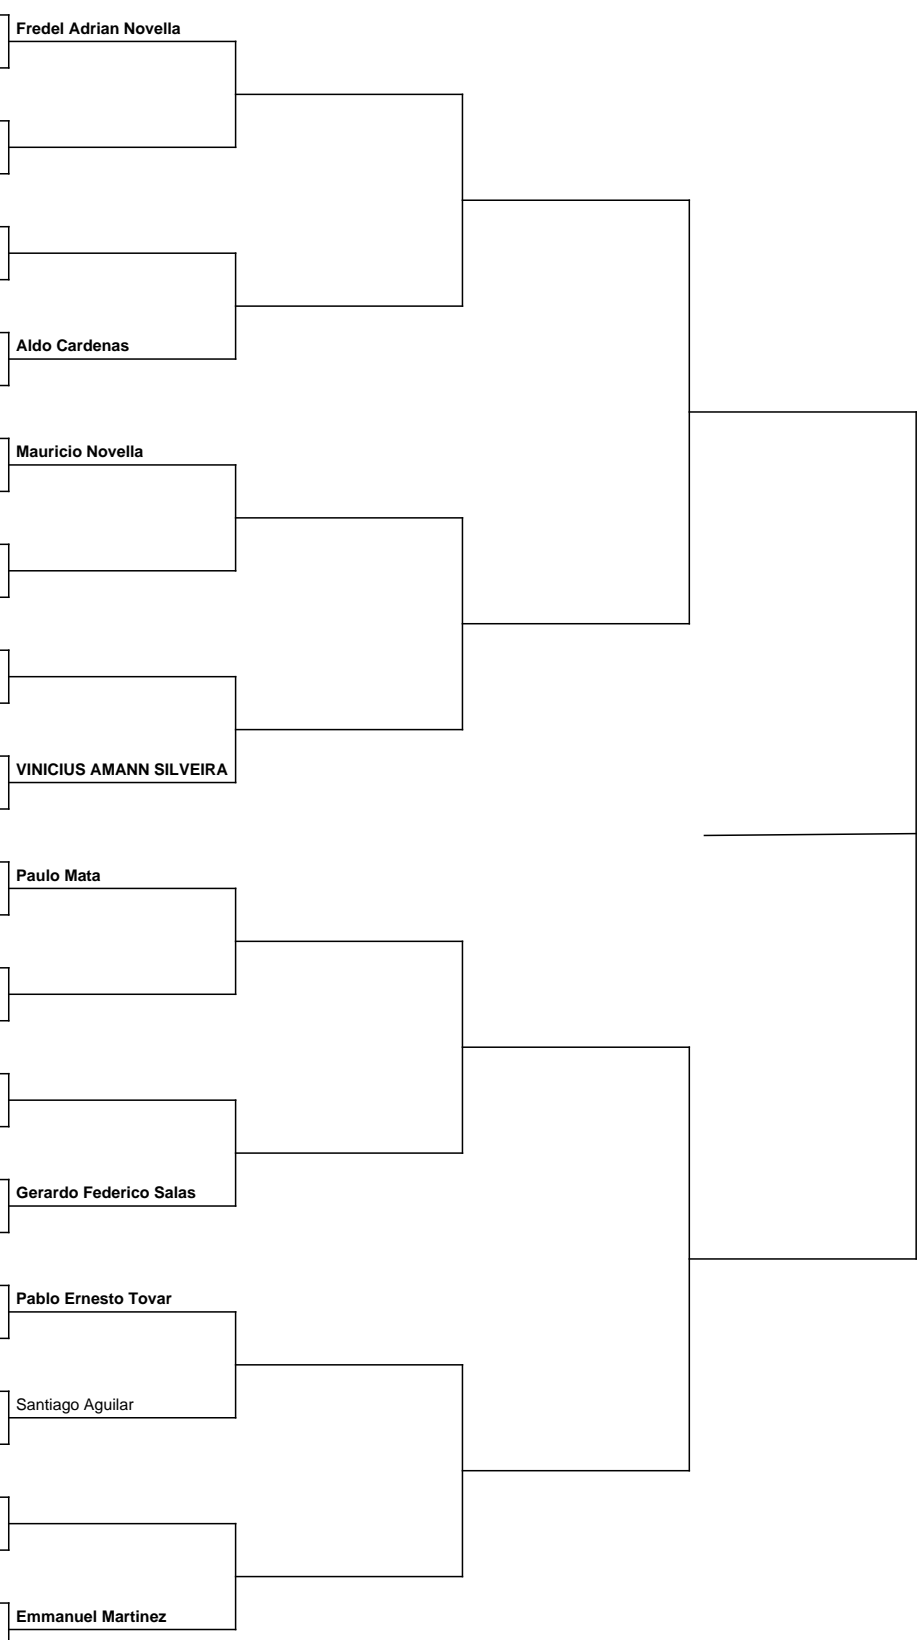 Fredel Adrian Novella
Aldo Cardenas
Mauricio Novella
VINICIUS AMANN SILVEIRA
Paulo Mata
Gerardo Federico Salas
Pablo Ernesto Tovar
Santiago Aguilar
Emmanuel Martinez